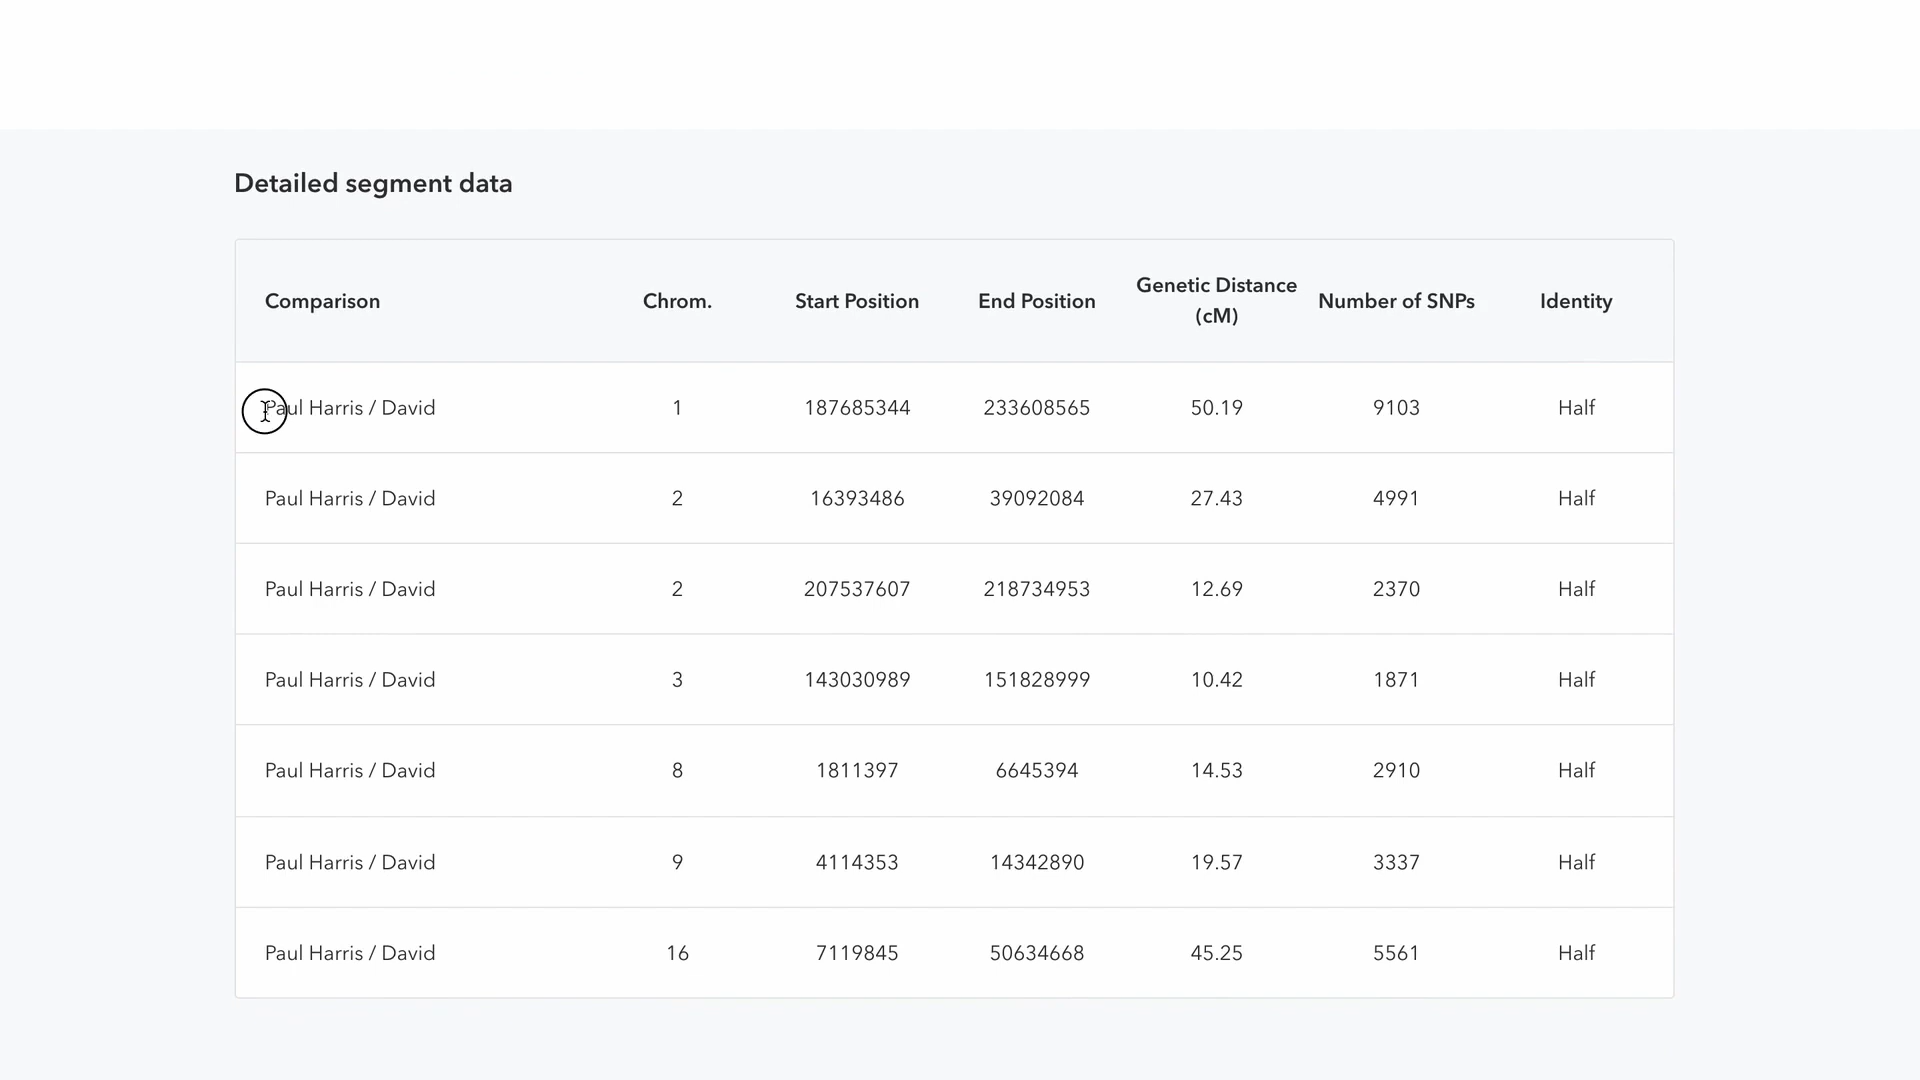 Detailed segment data
Comparison Chrom. Start Position End Position Genetic Distance (cM) Number of SNPs Identity
Paul Harris / David 1 187685344 233608565 50.19 9103 Half
Paul Harris / David 2 16393486 39092084 27.43 4991 Half
Paul Harris / David 2 207537607 218734953 12.69 2370 Half
Paul Harris / David 3 143030989 151828999 10.42 1871 Half
Paul Harris / David 8 1811397 6645394 14.53 2910 Half
Paul Harris / David 9 4114353 14342890 19.57 3337 Half
Paul Harris / David 16 7119845 50634668 45.25 5561 Half